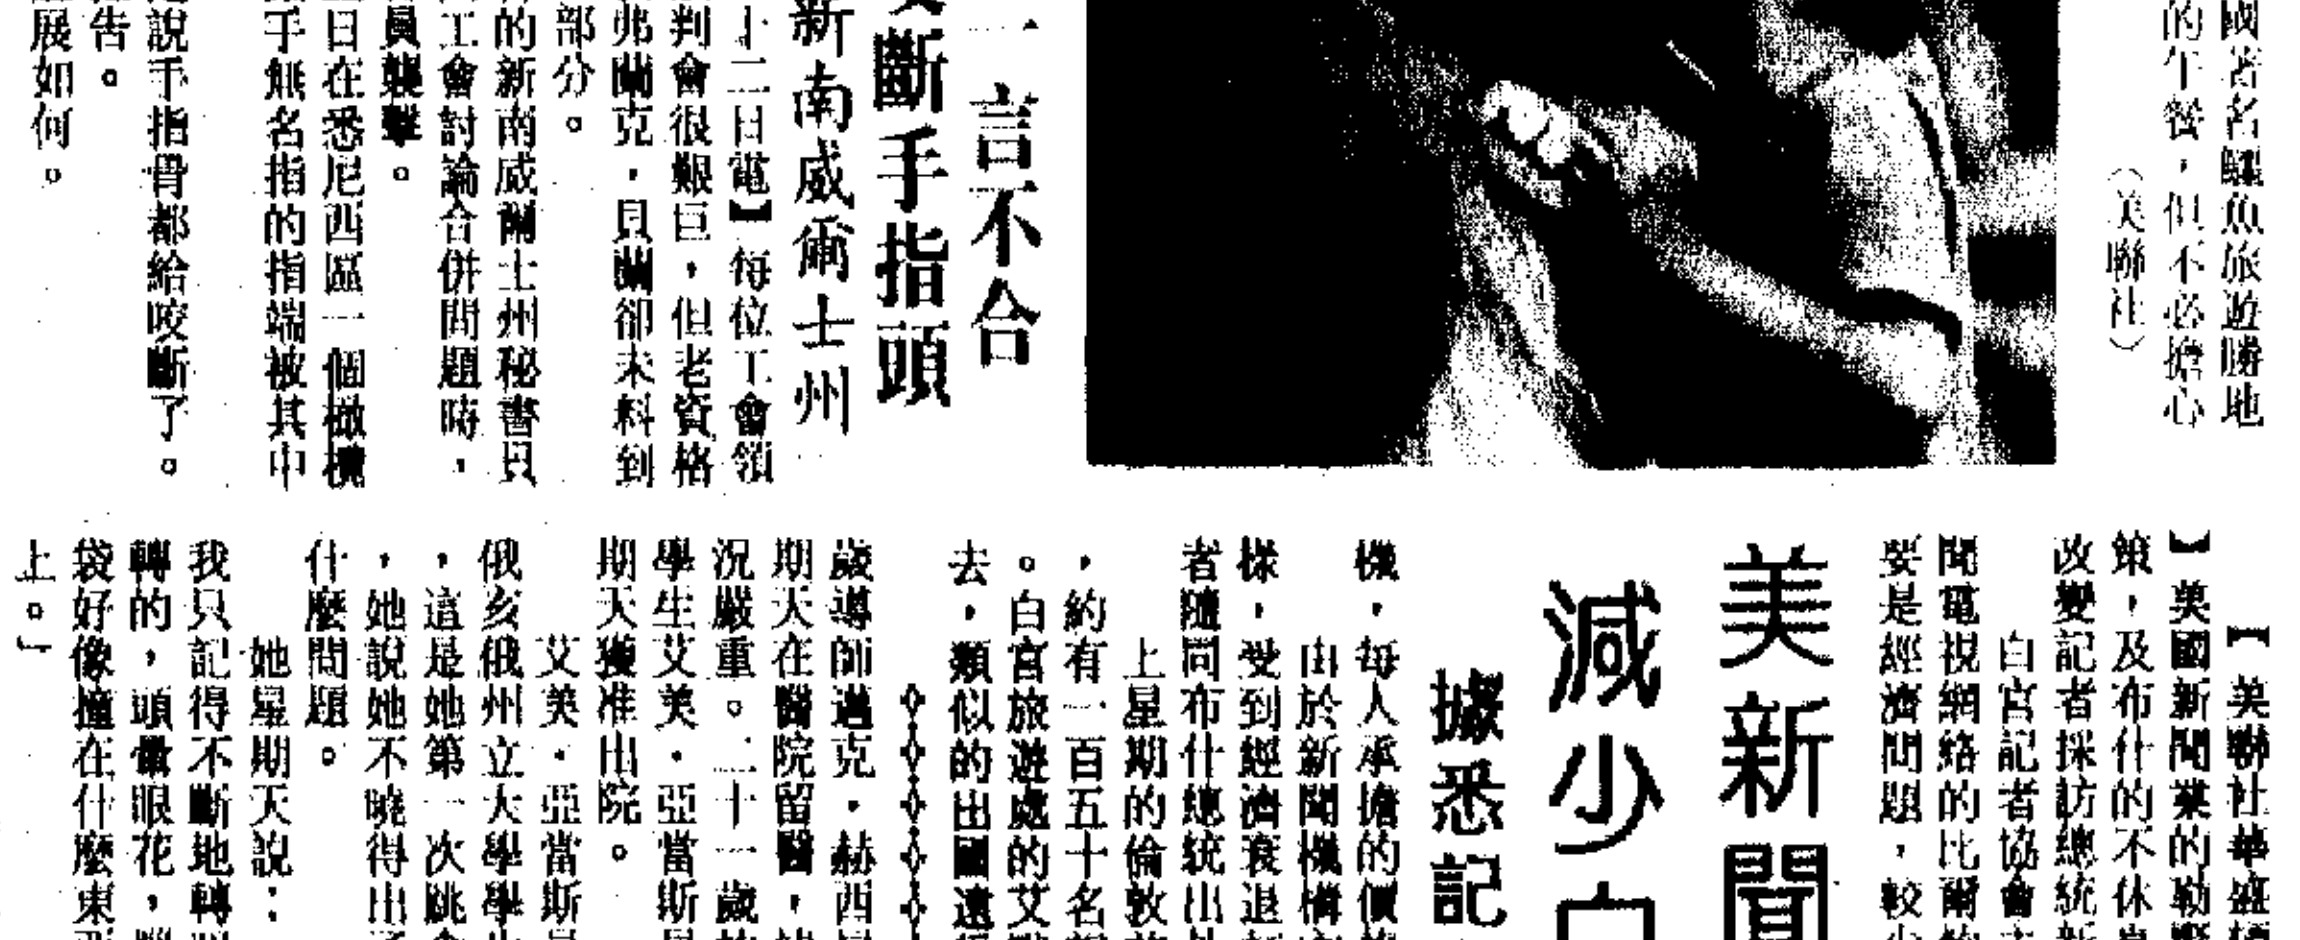 國著名鱷魚旅遊勝地
的午餐，但不必擔心
（美聯社）
一言不合
斷手指頭
新南威爾士州
十二日電】每位工會領
判會很艱巨，但老資格
弗蘭克．貝蘭卻未料到
部分。
的新南威爾士州秘書貝
工會討論合併問題時，
員襲擊。
日在悉尼西區一個橄欖
手無名指的指端被其中
說手指骨都給咬斷了。
告。
展如何。
【美聯社華盛頓
】美國新聞業的勒緊
策，及布什的不休
改變記者採訪總統新
白宮記者協會主
聞電視網絡的比爾
要是經濟問題，較少
美新聞
減少白
據悉記
機，每人承擔的價
由於新聞機構
樣，受到經濟衰退
者隨同布什總統出
上星期的倫敦
，約有一百五十名
。白宮旅遊處的艾
去，類似的出國遠
歲導師邁克．赫西
期天在醫院留醫，
況嚴重。二十一歲
學生艾美．亞當斯
期天獲准出院。
艾美．亞當斯
俄亥俄州立大學學
，這是她第一次跳
，她說她不曉得出
什麼問題。
她星期天說：
我只記得不斷地轉
轉的，頭暈眼花，
袋好像撞在什麼東
上。」